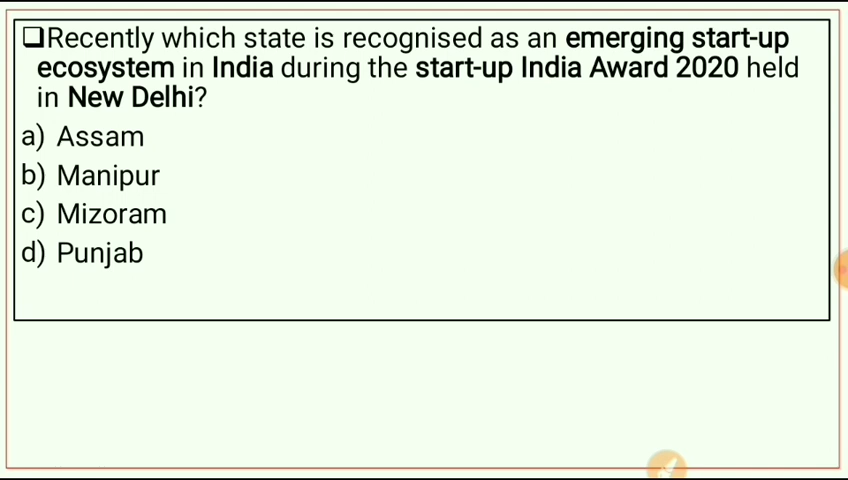 ❑Recently which state is recognised as an emerging start-up
ecosystem in India during the start-up India Award 2020 held
in New Delhi?
a) Assam
b) Manipur
c) Mizoram
d) Punjab